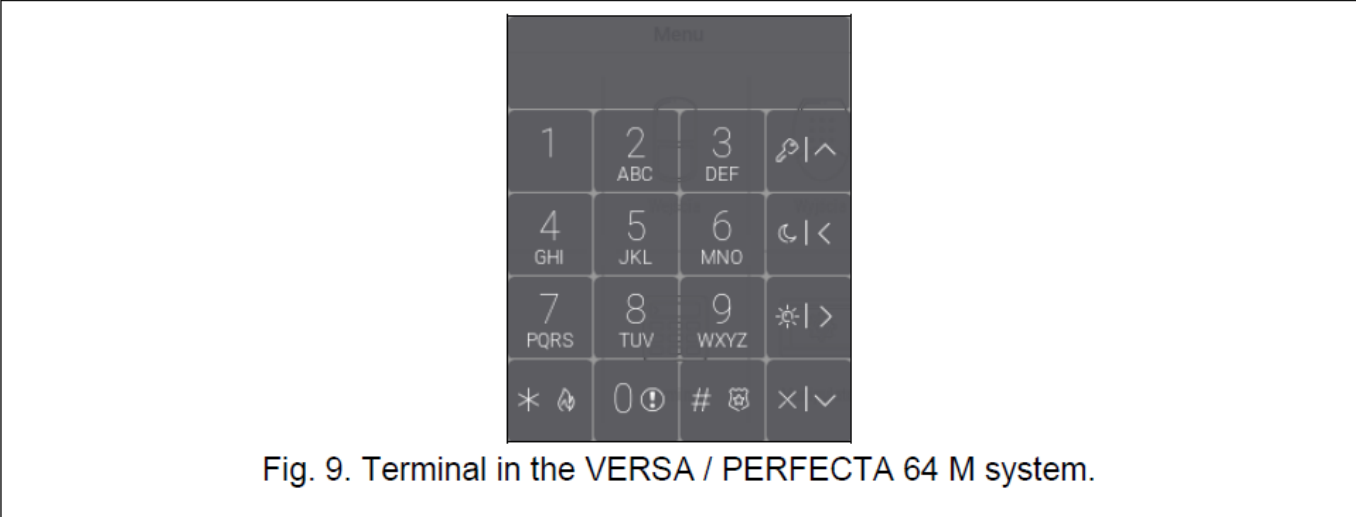 Menu
1 2 3
ABC DEF
4 5 6
GHI JKL MNO
7 8 9
PQRS TUV WXYZ
* 0 #
Fig. 9. Terminal in the VERSA / PERFECTA 64 M system.